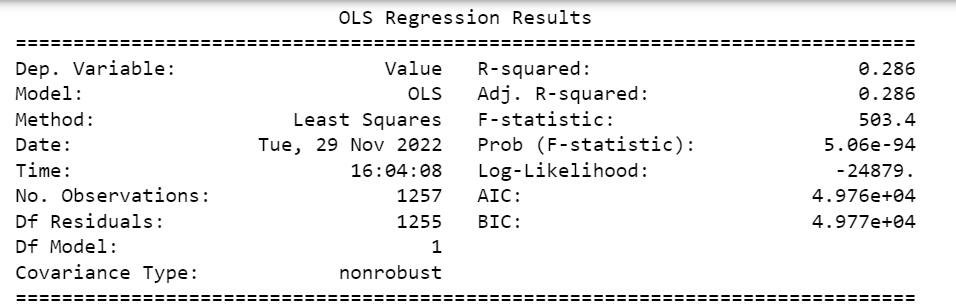 OLS Regression Results
==============================================================================
Dep. Variable: Value R-squared: 0.286
Model: OLS Adj. R-squared: 0.286
Method: Least Squares F-statistic: 503.4
Date: Tue, 29 Nov 2022 Prob (F-statistic): 5.06e-94
Time: 16:04:08 Log-Likelihood: -24879.
No. Observations: 1257 AIC: 4.976e+04
Df Residuals: 1255 BIC: 4.977e+04
Df Model: 1
Covariance Type: nonrobust
==============================================================================